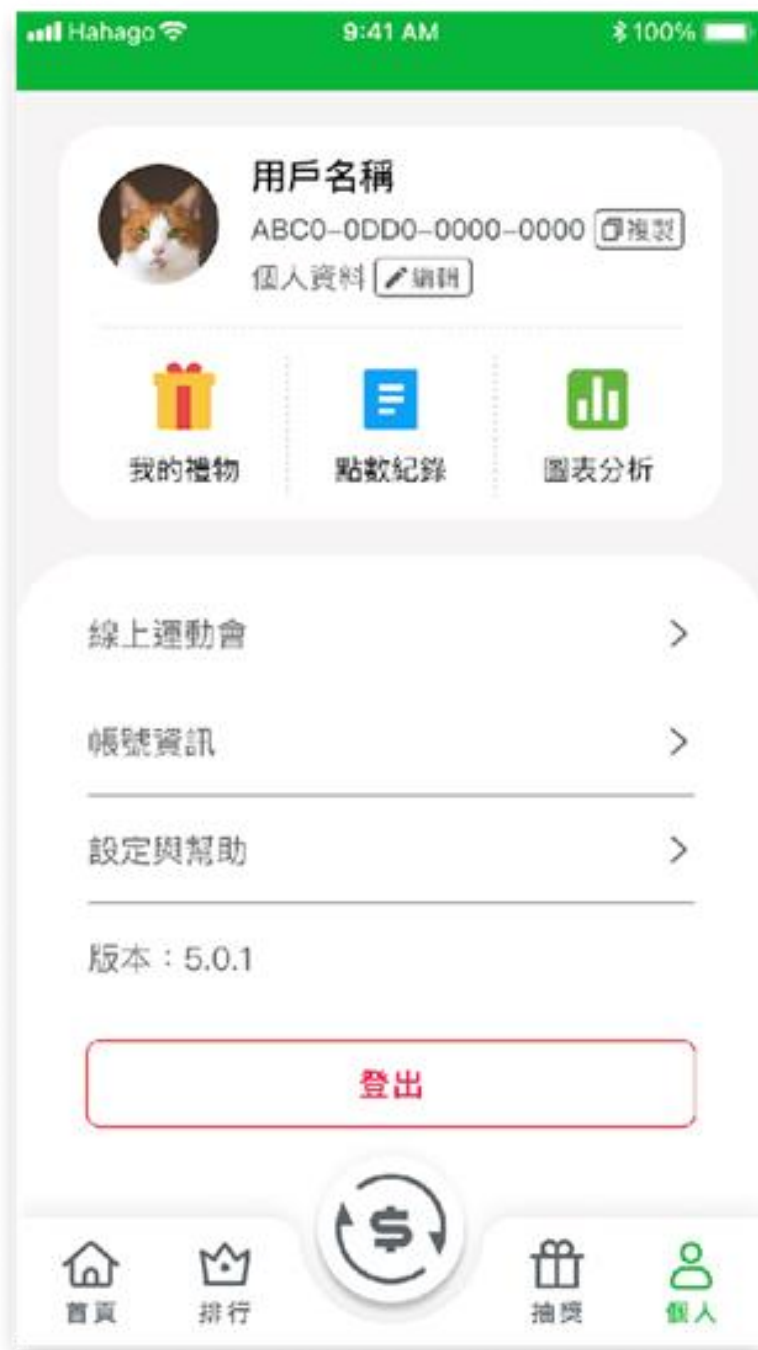 Hahago 9:41 AM 100%
用戶名稱
ABC0-0DD0-0000-0000 複製
個人資料 編輯
我的禮物 點數紀錄 圖表分析
線上運動會
帳號資訊
設定與幫助
版本：5.0.1
登出
$
首頁 排行 抽獎 個人